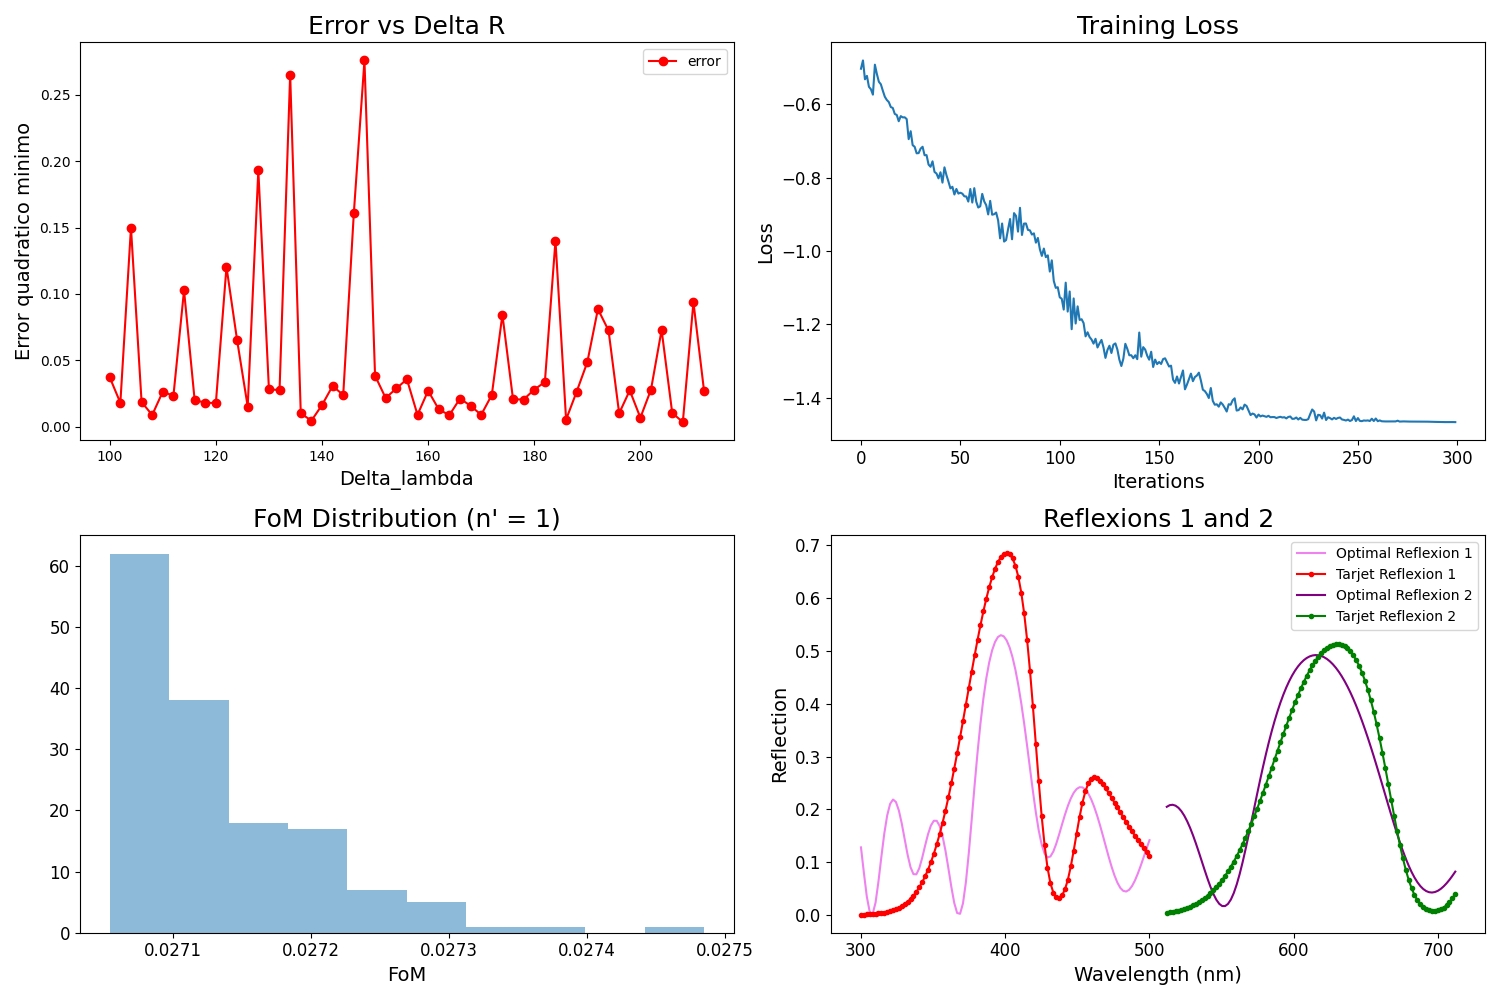 Error vs Delta R
error
Error quadratico minimo
0.25
0.20
0.15
0.10
0.05
0.00
100 120 140 160 180 200
Delta_lambda
Training Loss
Loss
−0.6
−0.8
−1.0
−1.2
−1.4
0 50 100 150 200 250 300
Iterations
FoM Distribution (n' = 1)
60
50
40
30
20
10
0
0.0271 0.0272 0.0273 0.0274 0.0275
FoM
Reflexions 1 and 2
Optimal Reflexion 1
Tarjet Reflexion 1
Optimal Reflexion 2
Tarjet Reflexion 2
Reflection
0.7
0.6
0.5
0.4
0.3
0.2
0.1
0.0
300 400 500 600 700
Wavelength (nm)